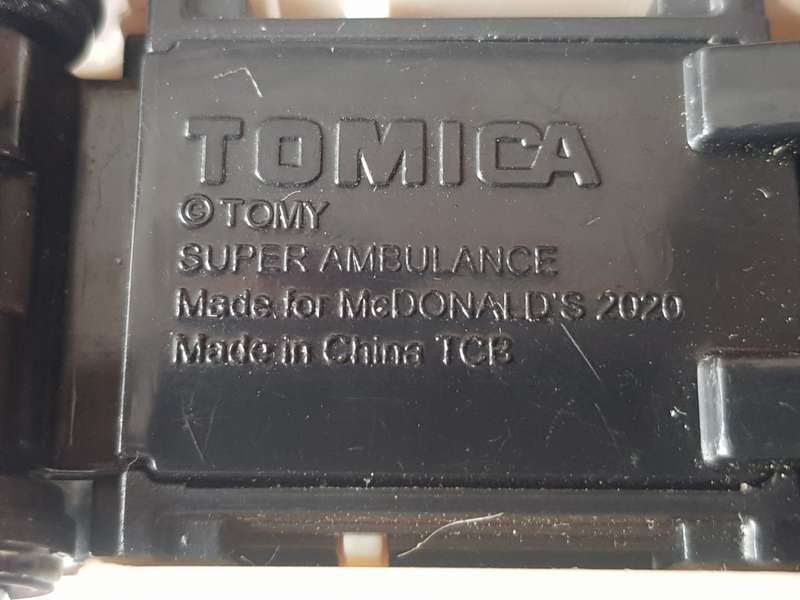 TOMICA
© TOMY
SUPER AMBULANCE
Made for McDONALD'S 2020
Made in China TCB